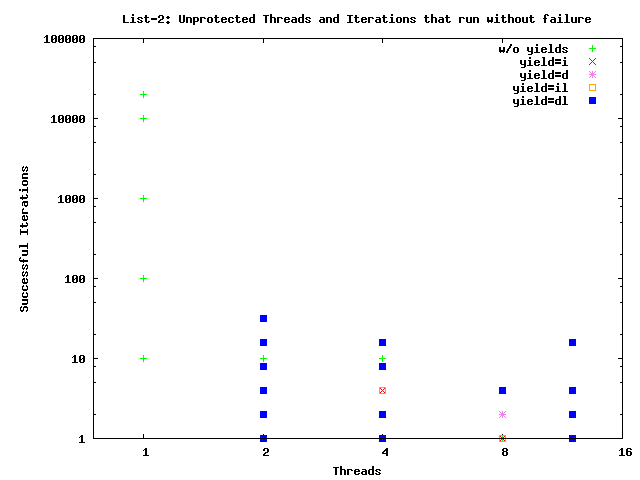 List-2: Unprotected Threads and Iterations that run without failure
100000
10000
1000
100
10
1
Successful Iterations
w/o yields
yield=i
yield=d
yield=il
yield=dl
1 2 4 8 16
Threads